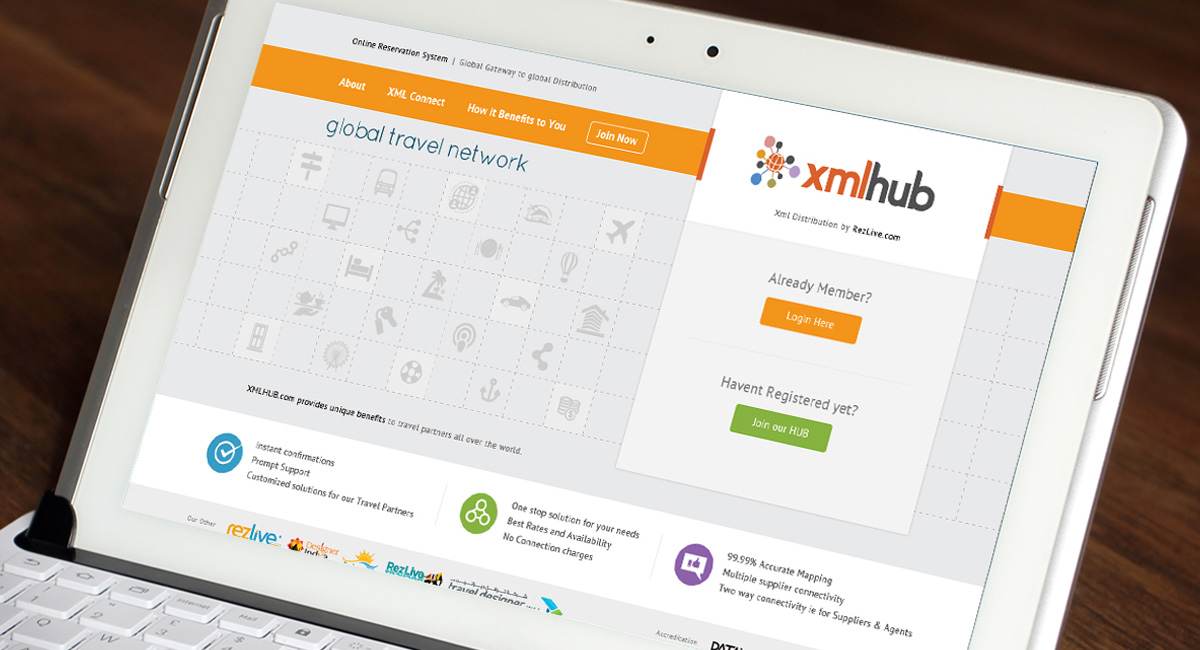 Online Reservation System | Global Gateway to global Distribution
About XML Connect How it Benefits to You Join Now
global travel network
xmlhub
Xml Distribution by RezLive.com
Already Member?
Login Here
Havent Registered yet?
Join our HUB
XMLHUB.com provides unique benefits to travel partners all over the world.
Instant confirmations
Prompt Support
Customized solutions for our Travel Partners
One stop solution for your needs
Best Rates and Availability
No Connection charges
99.99% Accurate Mapping
Multiple supplier connectivity
Two way connectivity ie for Suppliers & Agents
Our Other
rezlive
Designer
India
RezLive
travel designer
Accreditation
Internet
Mail
1 2 3
Q W